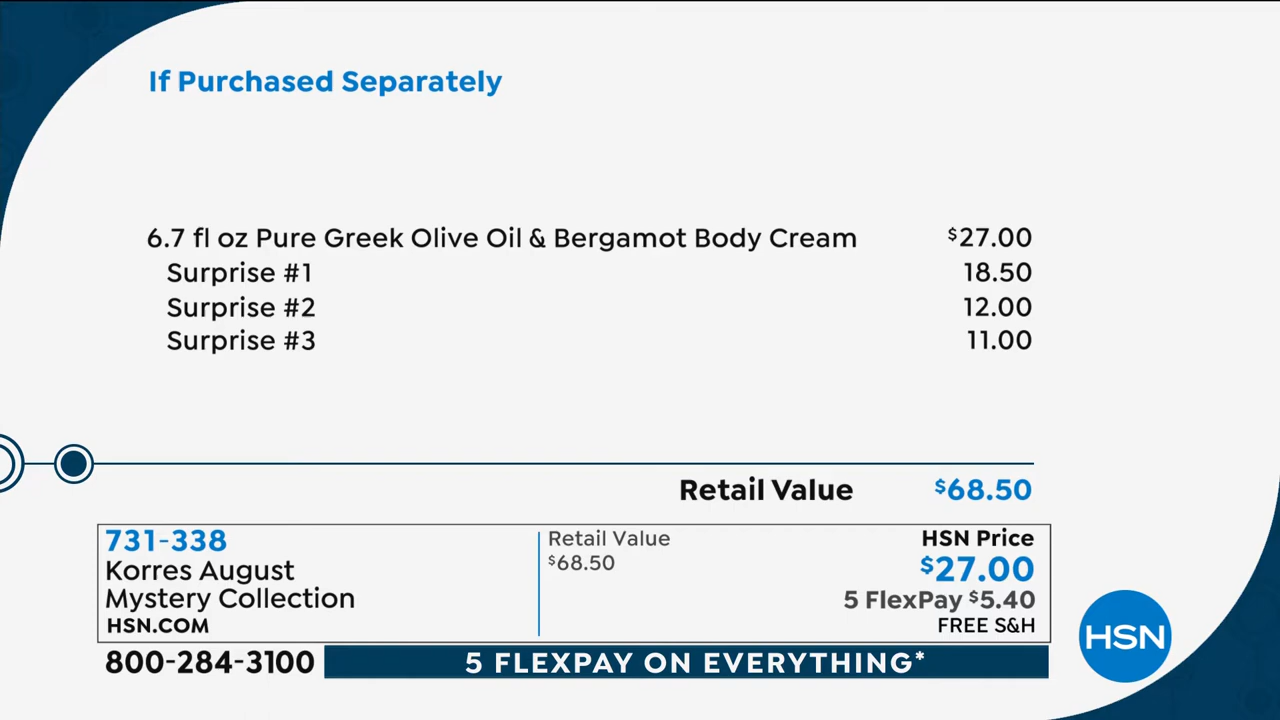 If Purchased Separately
6.7 fl oz Pure Greek Olive Oil & Bergamot Body Cream $27.00
Surprise #1 18.50
Surprise #2 12.00
Surprise #3 11.00
Retail Value $68.50
731-338
Korres August
Mystery Collection
HSN.COM
Retail Value
$68.50
HSN Price
$27.00
5 FlexPay $5.40
FREE S&H
HSN
800-284-3100
5 FLEXPAY ON EVERYTHING*